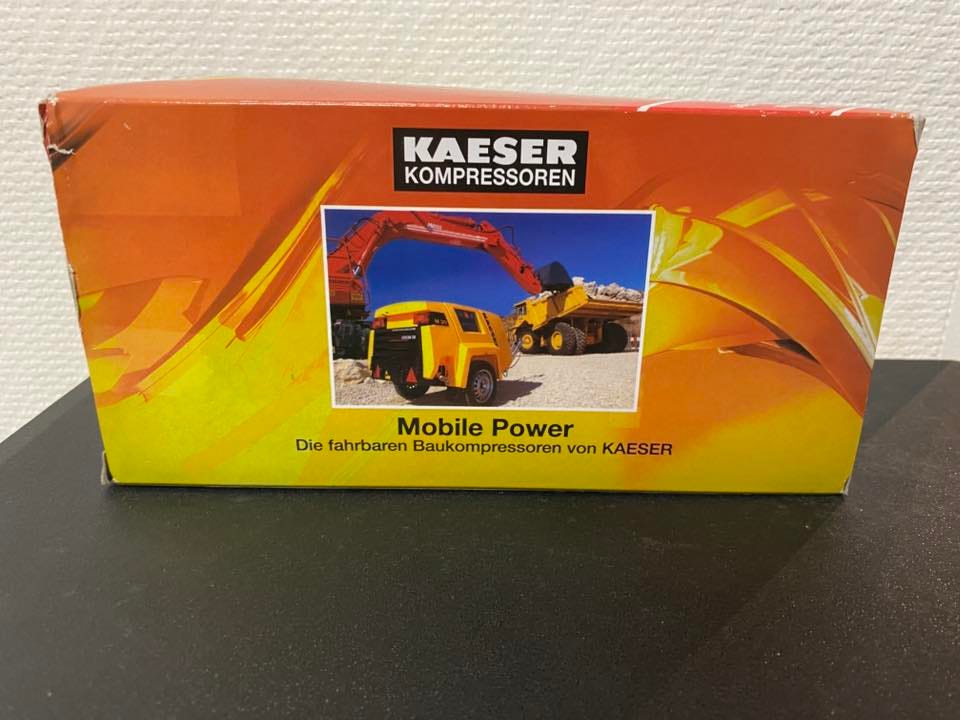 KAESER
KOMPRESSOREN
Mobile Power
Die fahrbaren Baukompressoren von KAESER